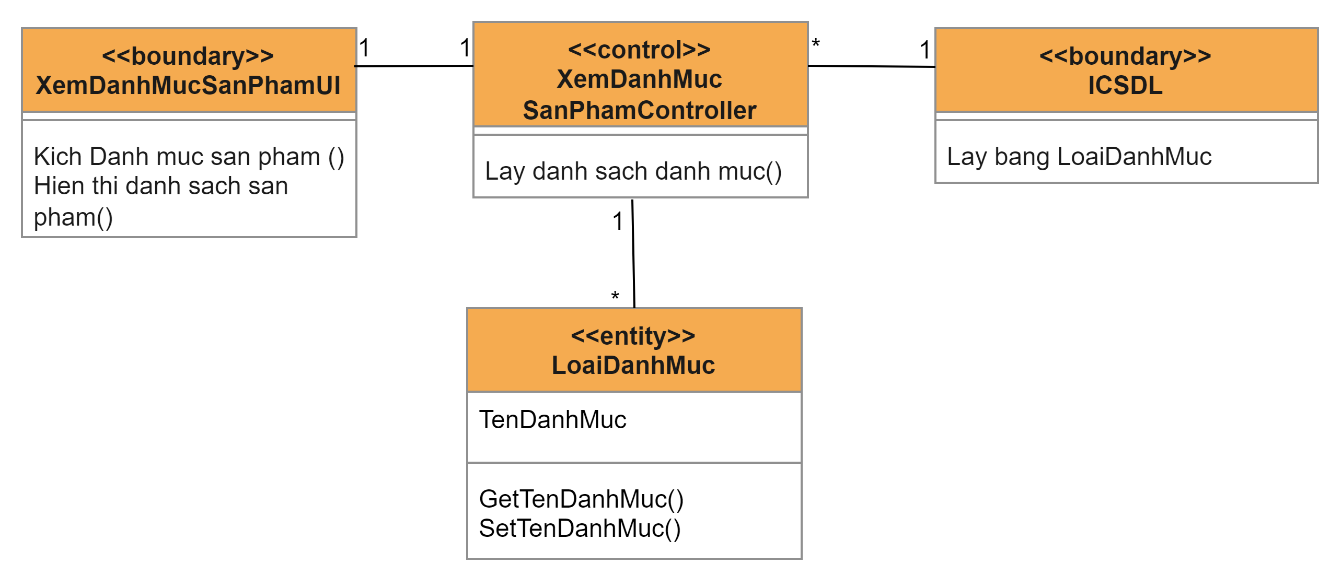 <<boundary>>
XemDanhMucSanPhamUI
Kich Danh muc san pham ()
Hien thi danh sach san
pham()
1
1
<<control>>
XemDanhMuc
SanPhamController
Lay danh sach danh muc()
*
1
<<boundary>>
ICSDL
Lay bang LoaiDanhMuc
1
*
<<entity>>
LoaiDanhMuc
TenDanhMuc
GetTenDanhMuc()
SetTenDanhMuc()